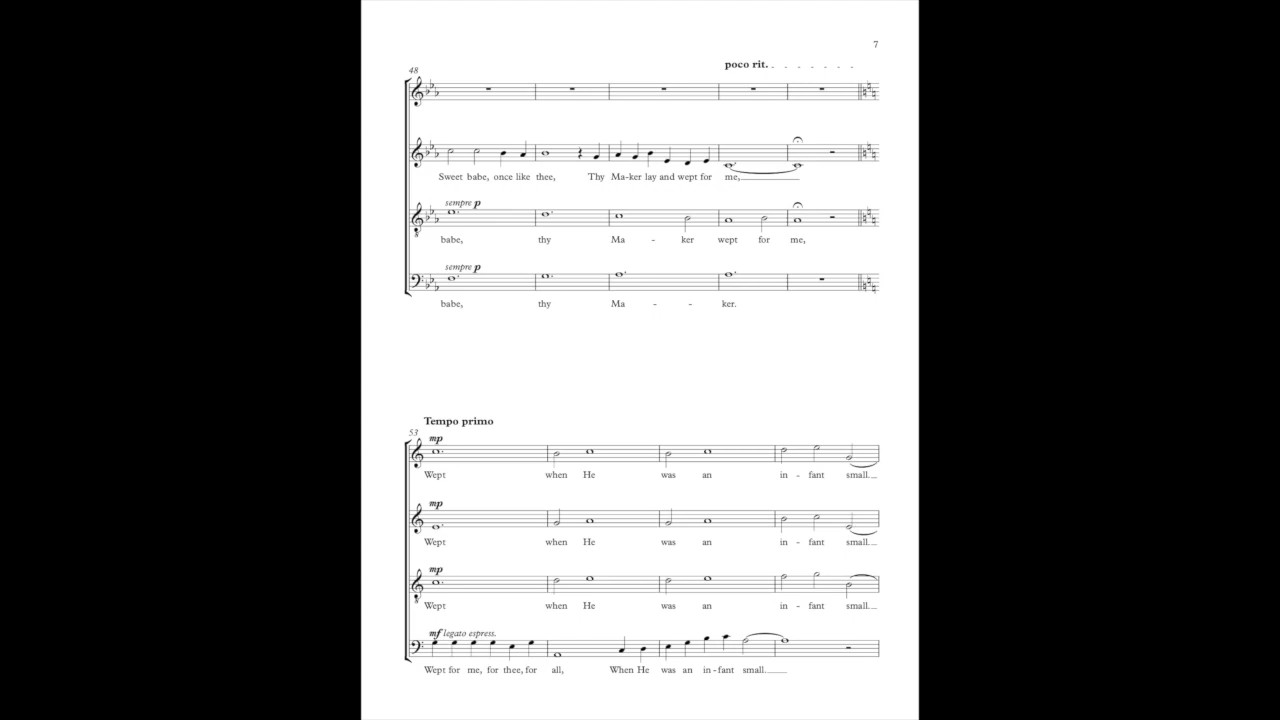 7
poco rit.
48
Sweet babe, once like thee, Thy Ma-ker lay and wept for me,
sempre p
babe, thy Ma - ker wept for me,
sempre p
babe, thy Ma - - ker.
Tempo primo
53
mp
Wept when He was an in - fant small.
mp
Wept when He was an in - fant small.
mp
Wept when He was an in - fant small.
mf legato espress.
Wept for me, for thee, for all, When He was an in - fant small.